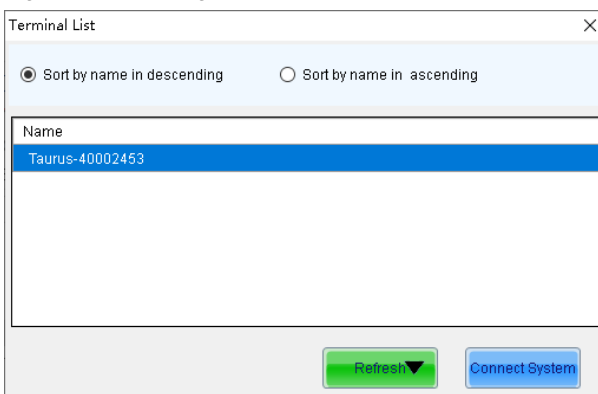 Terminal List
Sort by name in descending Sort by name in ascending
Name
Taurus-40002453
Refresh Connect System